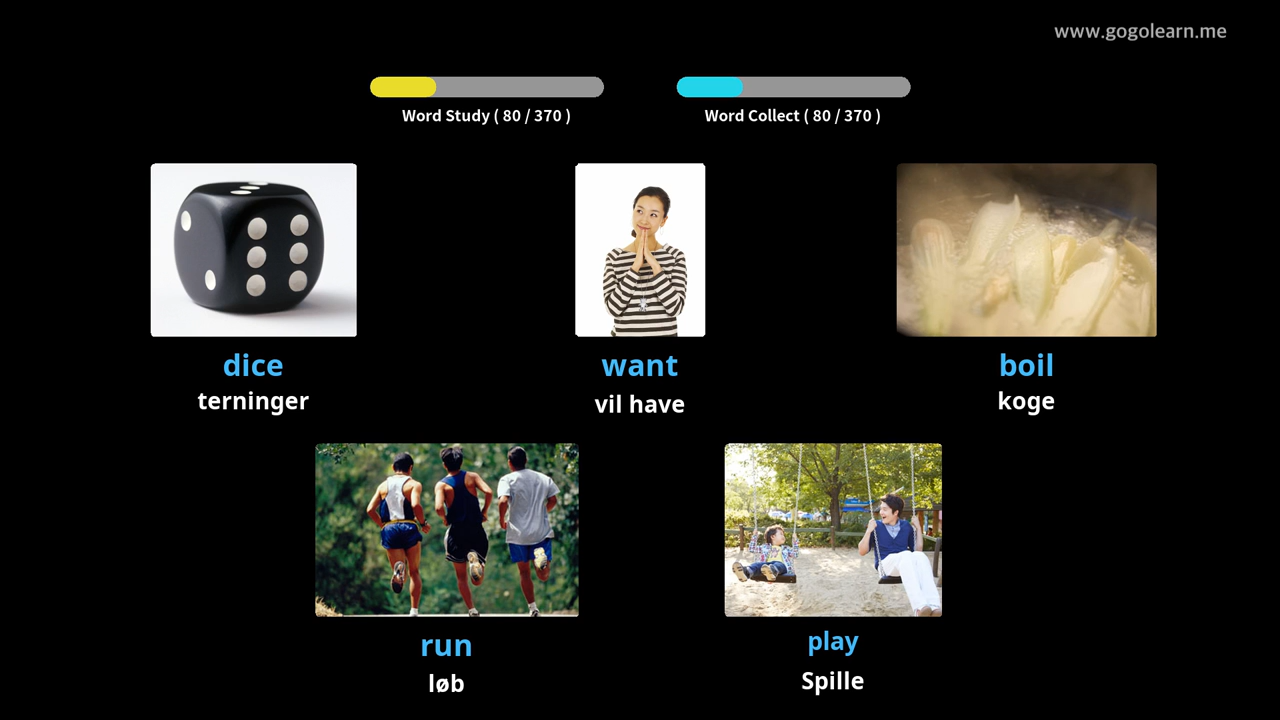 www.gogolearn.me
Word Study ( 80 / 370 )
Word Collect ( 80 / 370 )
dice
terninger
want
vil have
boil
koge
run
løb
play
Spille